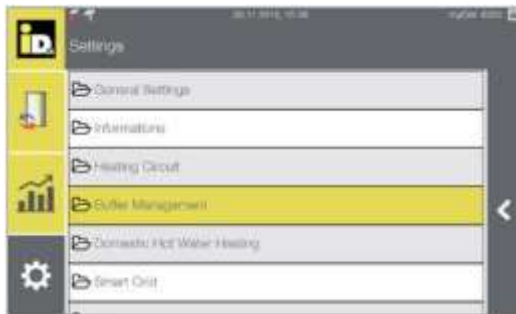 iD.
Settings
General Settings
Informations
Heating Circuit
Buffer Management
Domestic Hot Water Heating
Smart Grid